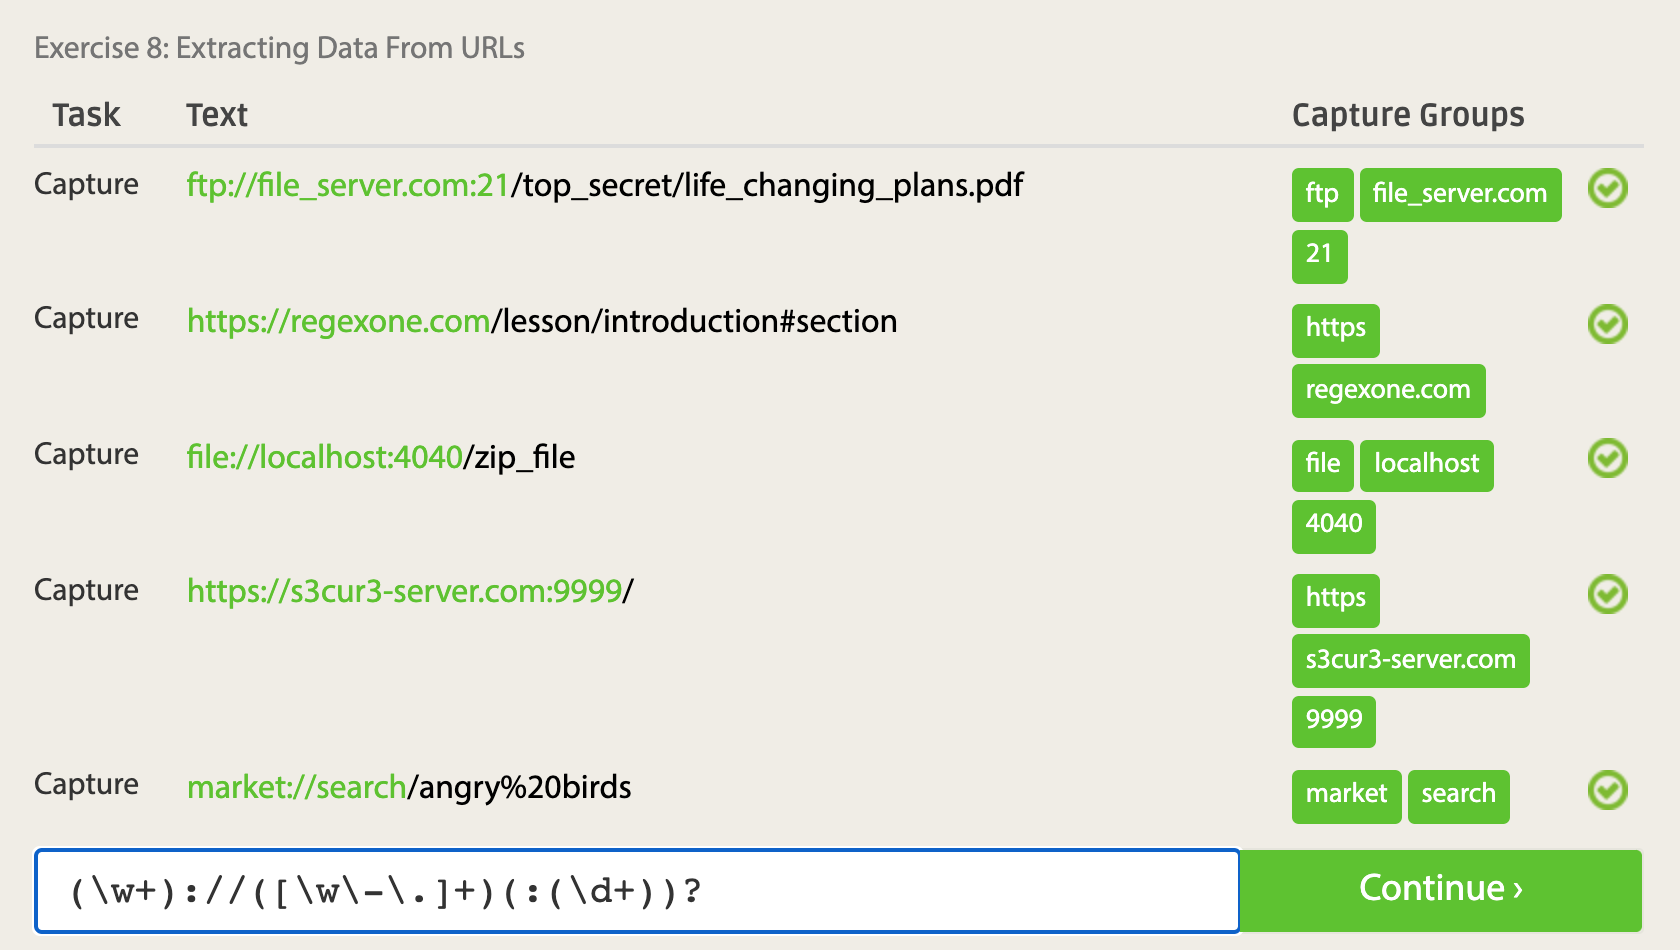 Exercise 8: Extracting Data From URLs
Task Text Capture Groups
Capture ftp://file_server.com:21/top_secret/life_changing_plans.pdf ftp file_server.com
21
Capture https://regexone.com/lesson/introduction#section https
regexone.com
Capture file://localhost:4040/zip_file file localhost
4040
Capture https://s3cur3-server.com:9999/ https
s3cur3-server.com
9999
Capture market://search/angry%20birds market search
(\w+)://([\w\-\.]+)(:(\d+))? Continue ›